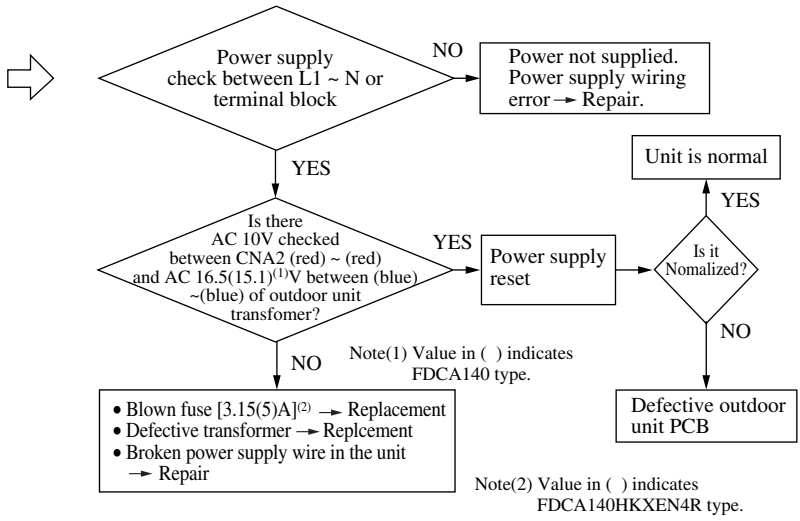 Power supply
check between L1 ~ N or
terminal block
NO
Power not supplied.
Power supply wiring
error → Repair.
YES
Is there
AC 10V checked
between CNA2 (red) ~ (red)
and AC 16.5(15.1)(1)V between (blue)
~(blue) of outdoor unit
transfomer?
YES
Power supply
reset
Is it
Nomalized?
YES
Unit is normal
NO
Defective outdoor
unit PCB
NO
Note(1) Value in ( ) indicates
FDCA140 type.
• Blown fuse [3.15(5)A](2) → Replacement
• Defective transformer → Replcement
• Broken power supply wire in the unit
→ Repair
Note(2) Value in ( ) indicates
FDCA140HKXEN4R type.